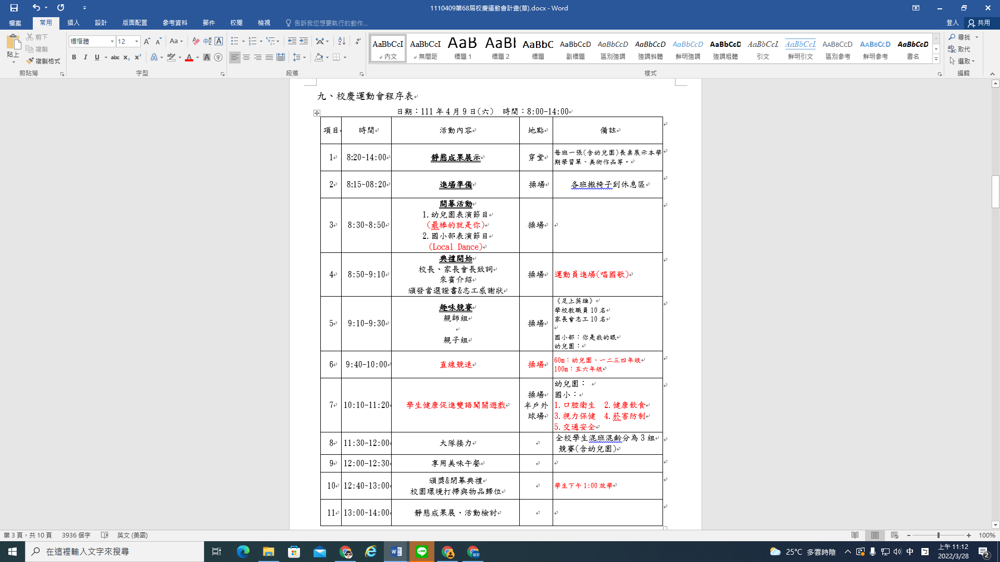 1110409第68屆校慶運動會計畫(草).docx - Word
檔案 常用 插入 設計 版面配置 參考資料 郵件 校閱 檢視 告訴我您想要執行的動作... 登入 共用
貼上 剪下 複製 複製格式
標楷體 12
AaBbCcI AaBbCcI AaB AaBl AaBbC AaBbCcD AaBbCcD AaBbCcD AaBbCcD AaBbCcD AaBbCcL AaBbCcI AaBbCcD AaBbCcD AaBbCcD
內文 無間距 標題 1 標題 2 標題 副標題 區別強調 強調斜體 鮮明強調 強調粗體 引文 鮮明引文 區別參考 鮮明參考 書名
尋找 取代 選取
剪貼簿 字型 段落 樣式 編輯
九、校慶運動會程序表
日期：111 年 4 月 9 日(六) 時間：8:00-14:00
項目 時間 活動內容 地點 備註
1 8:20~14:00 靜態成果展示 穿堂 每班一張(含幼兒園)長桌展示本學
期學習單、美術作品等。
2 8:15~08:20 進場準備 操場 各班搬椅子到休息區
3 8:30~8:50 開幕活動 操場
1.幼兒園表演節目
(最棒的就是你)
2.國小部表演節目
(Local Dance)
4 8:50~9:10 典禮開始 操場 運動員進場(唱國歌)
校長、家長會長致詞
來賓介紹
頒發當選證書&志工感謝狀
5 9:10-9:30 趣味競賽 操場 《足上英雄》
親師組 學校教職員 10 名
家長會志工 10 名
親子組 國小部：你是我的眼
幼兒園：
6 9:40-10:00 直線競速 操場 60m：幼兒園、一二三四年級
100m：五六年級
7 10:10-11:20 學生健康促進雙語闖關遊戲 操場 幼兒園：
半戶外 國小：
球場 1.口腔衛生 2.健康飲食
3.視力保健 4.菸害防制
5.交通安全
8 11:30-12:00 大隊接力 全校學生混班混齡分為 3 組
競賽(含幼兒園)
9 12:00-12:30 享用美味午餐
10 12:40~13:00 頒獎&閉幕典禮 學生下午 1:00 放學
校園環境打掃與物品歸位
11 13:00~14:00 靜態成果展、活動檢討
第 3 頁，共 10 頁 3936 個字 英文 (美國) 100%
在這裡輸入文字來搜尋 25°C 多雲時陰 中 上午 11:12
2022/3/28 2